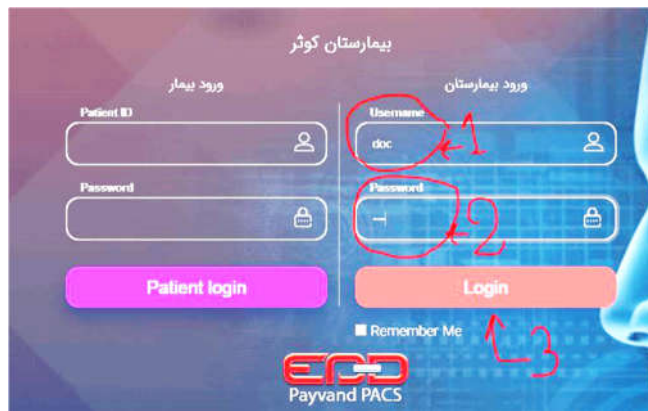 بیمارستان کوثر
ورود بیمار
ورود بیمارستان
Patient ID
Username
doc
1
Password
Password
2
Patient login
Login
Remember Me
3
Payvand PACS